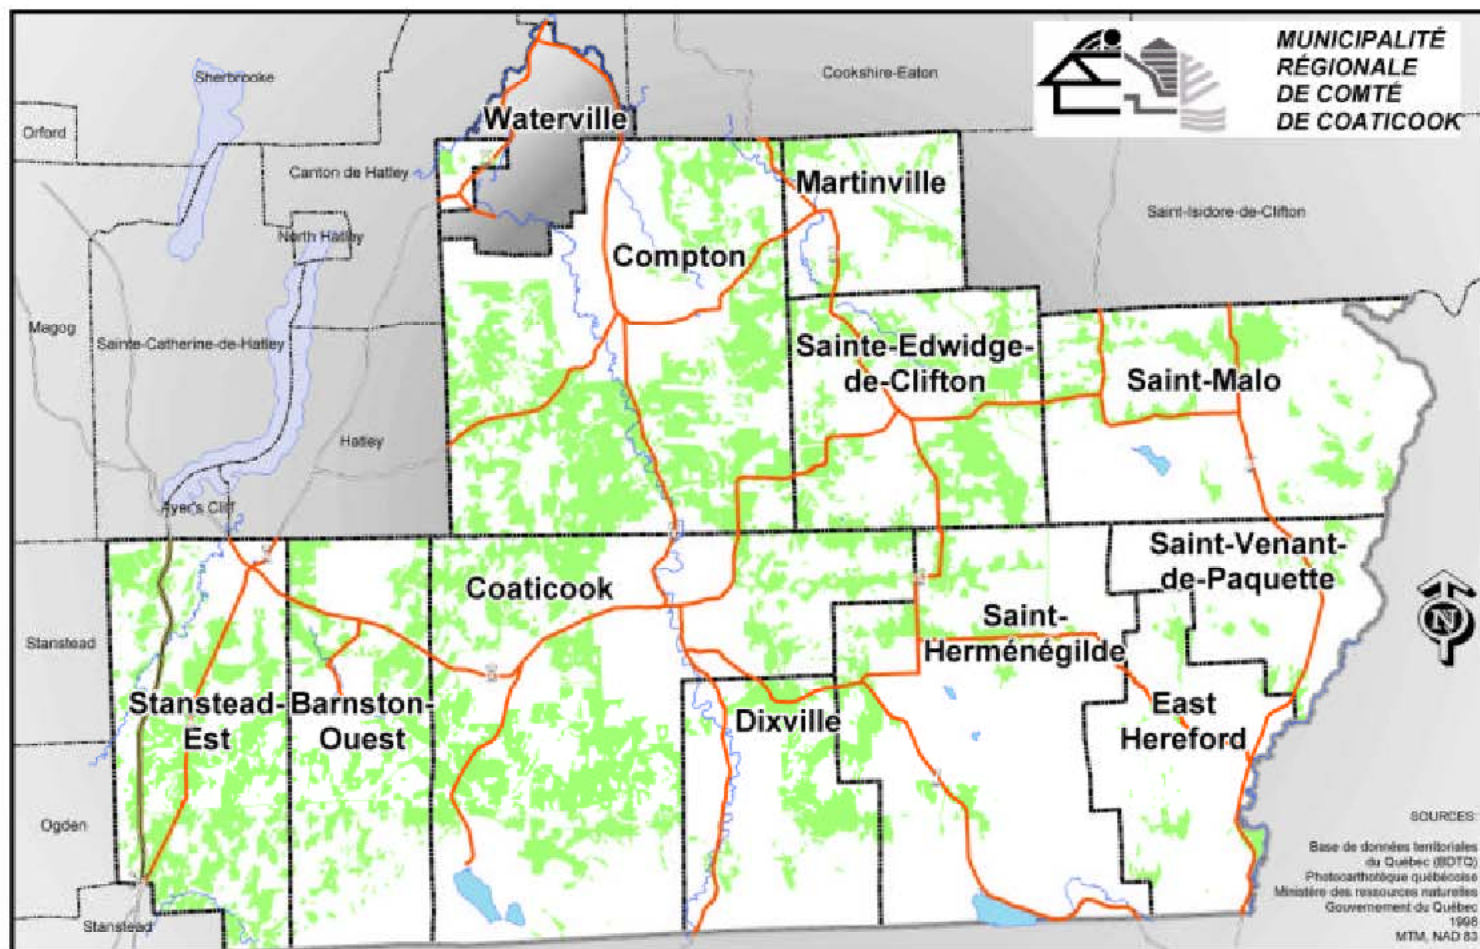 MUNICIPALITÉ
RÉGIONALE
DE COMTÉ
DE COATICOOK
Sherbrooke
Cookshire-Eaton
Orford
Waterville
Canton de Hatley
Martinville
Saint-Isidore-de-Clifton
North Hatley
Compton
Magog
Sainte-Catherine-de-Hatley
Sainte-Edwidge-
de-Clifton
Saint-Malo
Hatley
Ayer's Cliff
Saint-Venant-
de-Paquette
Coaticook
Saint-
Herménégilde
N
Stanstead
Stanstead-
Est
Barnston-
Ouest
Dixville
East
Hereford
Ogden
Stanstead
SOURCES:
Base de données territoriales
du Québec (BDTQ)
Photocarthotèque québécoise
Ministère des ressources naturelles
Gouvernement du Québec
1998
MTM, NAD 83